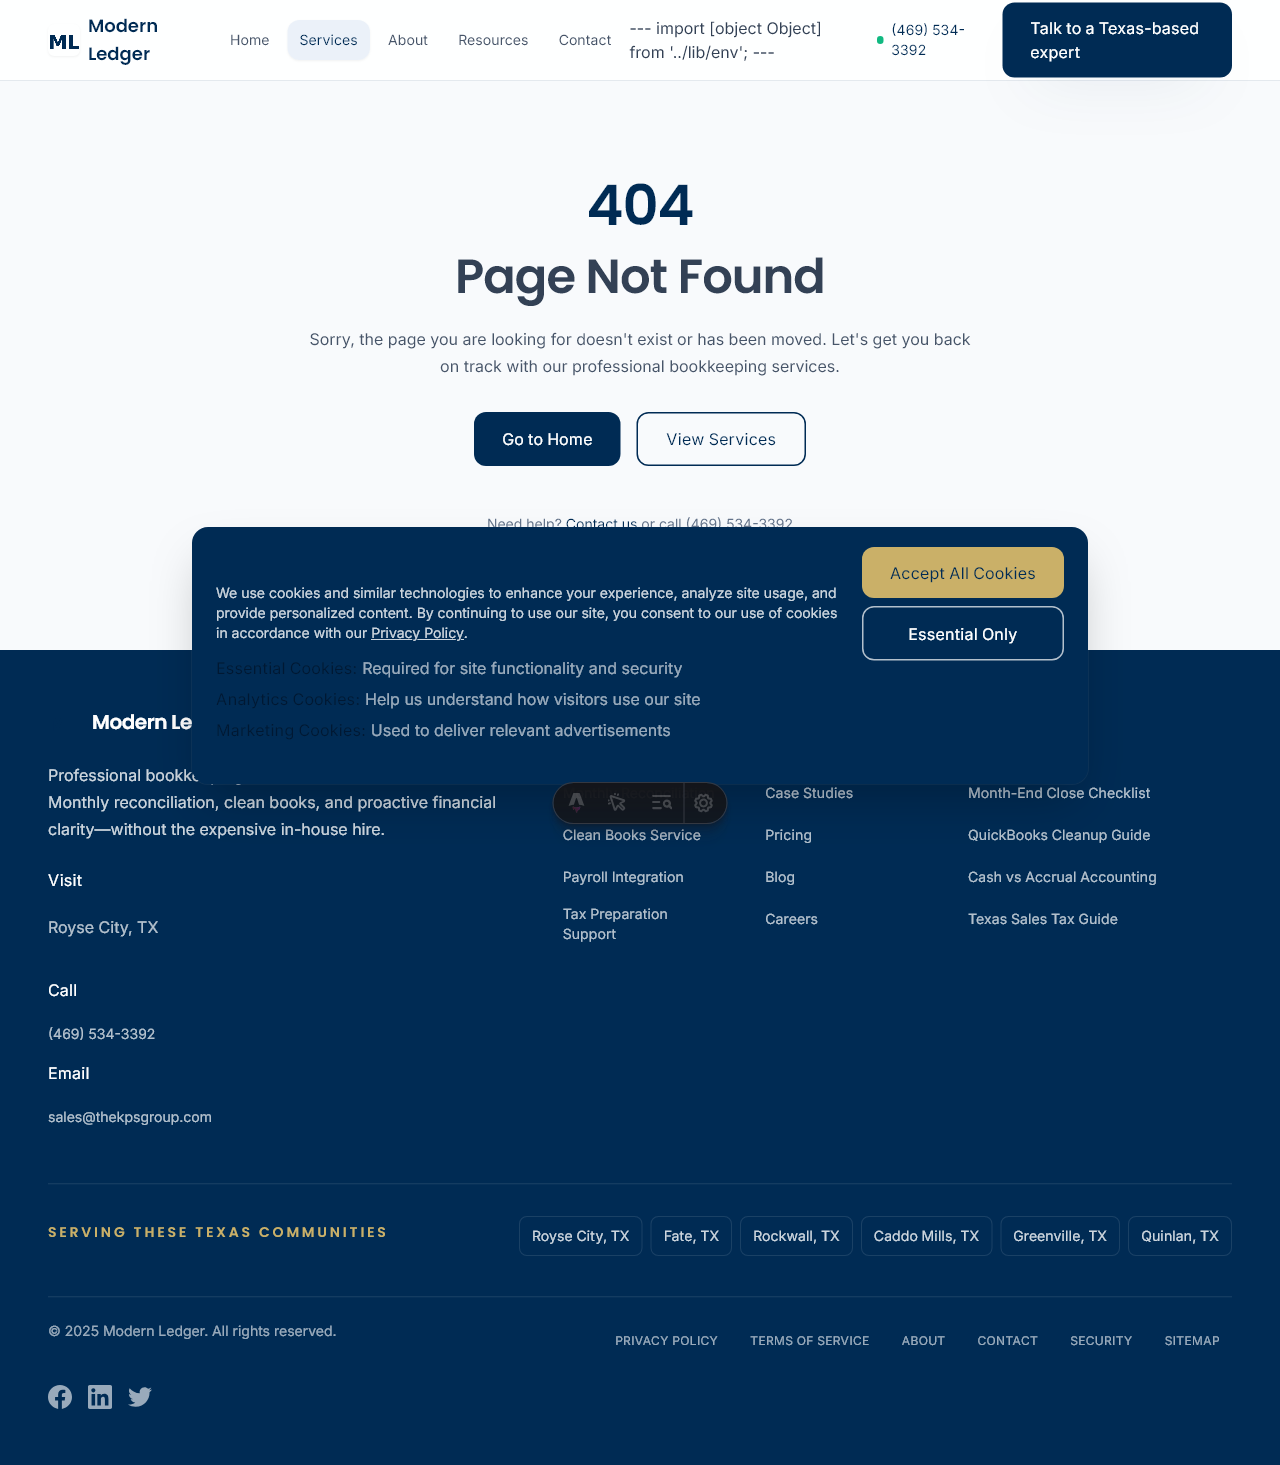 ML
Modern
Ledger
Home
Services
About
Resources
Contact
--- import [object Object]
from '../lib/env'; ---
(469) 534-
3392
Talk to a Texas-based
expert
404
Page Not Found
Sorry, the page you are looking for doesn't exist or has been moved. Let's get you back
on track with our professional bookkeeping services.
Go to Home
View Services
Need help? Contact us or call (469) 534-3392
We use cookies and similar technologies to enhance your experience, analyze site usage, and
provide personalized content. By continuing to use our site, you consent to our use of cookies
in accordance with our Privacy Policy.
Essential Cookies: Required for site functionality and security
Analytics Cookies: Help us understand how visitors use our site
Marketing Cookies: Used to deliver relevant advertisements
Accept All Cookies
Essential Only
Modern Le
Professional
Monthly reconciliation, clean books, and proactive financial
clarity—without the expensive in-house hire.
Visit
Royse City, TX
Call
(469) 534-3392
Email
sales@thekpsgroup.com
Clean Books Service
Payroll Integration
Tax Preparation
Support
Case Studies
Pricing
Blog
Careers
Month-End Close Checklist
QuickBooks Cleanup Guide
Cash vs Accrual Accounting
Texas Sales Tax Guide
SERVING THESE TEXAS COMMUNITIES
Royse City, TX
Fate, TX
Rockwall, TX
Caddo Mills, TX
Greenville, TX
Quinlan, TX
© 2025 Modern Ledger. All rights reserved.
PRIVACY POLICY
TERMS OF SERVICE
ABOUT
CONTACT
SECURITY
SITEMAP